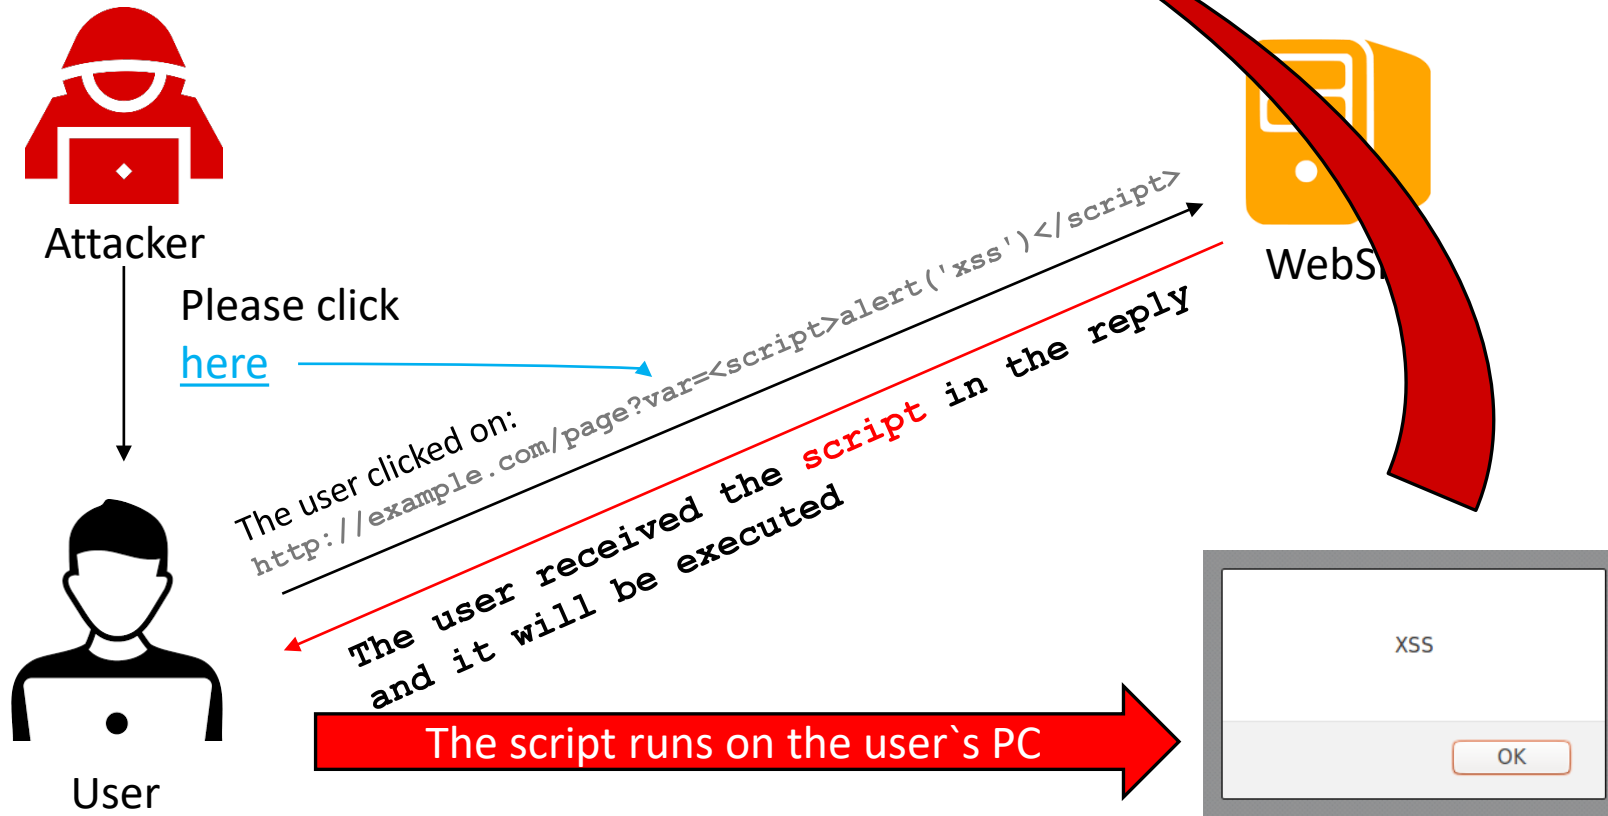 Attacker
Please click
here
The user clicked on:
http://example.com/page?var=<script>alert('xss')</script>
The user received the script in the reply
and it will be executed
The script runs on the user`s PC
User
XSS
OK